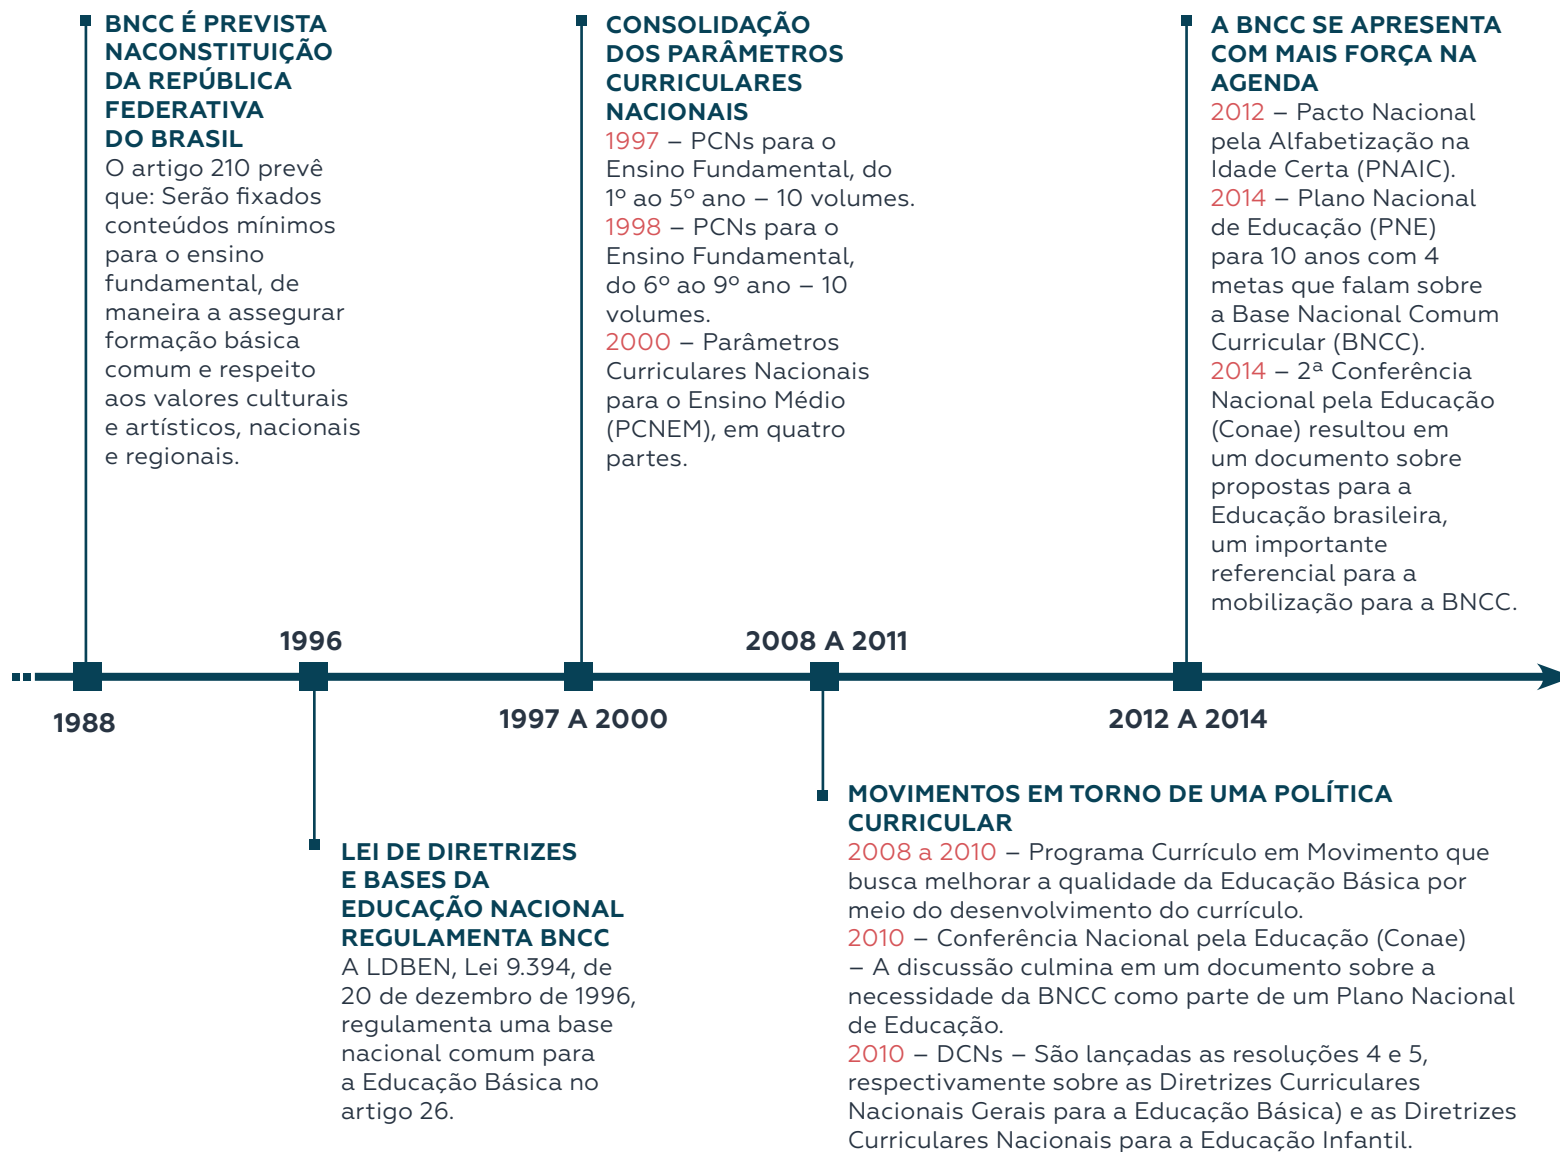 BNCC É PREVISTA
NACONSTITUIÇÃO
DA REPÚBLICA
FEDERATIVA
DO BRASIL
O artigo 210 prevê
que: Serão fixados
conteúdos mínimos
para o ensino
fundamental, de
maneira a assegurar
formação básica
comum e respeito
aos valores culturais
e artísticos, nacionais
e regionais.
1988
1996
LEI DE DIRETRIZES
E BASES DA
EDUCAÇÃO NACIONAL
REGULAMENTA BNCC
A LDBEN, Lei 9.394, de
20 de dezembro de 1996,
regulamenta uma base
nacional comum para
a Educação Básica no
artigo 26.
CONSOLIDAÇÃO
DOS PARÂMETROS
CURRICULARES
NACIONAIS
1997 – PCNs para o
Ensino Fundamental, do
1º ao 5º ano – 10 volumes.
1998 – PCNs para o
Ensino Fundamental,
do 6º ao 9º ano – 10
volumes.
2000 – Parâmetros
Curriculares Nacionais
para o Ensino Médio
(PCNEM), em quatro
partes.
1997 A 2000
2008 A 2011
MOVIMENTOS EM TORNO DE UMA POLÍTICA
CURRICULAR
2008 a 2010 – Programa Currículo em Movimento que
busca melhorar a qualidade da Educação Básica por
meio do desenvolvimento do currículo.
2010 – Conferência Nacional pela Educação (Conae)
– A discussão culmina em um documento sobre a
necessidade da BNCC como parte de um Plano Nacional
de Educação.
2010 – DCNs – São lançadas as resoluções 4 e 5,
respectivamente sobre as Diretrizes Curriculares
Nacionais Gerais para a Educação Básica) e as Diretrizes
Curriculares Nacionais para a Educação Infantil.
A BNCC SE APRESENTA
COM MAIS FORÇA NA
AGENDA
2012 – Pacto Nacional
pela Alfabetização na
Idade Certa (PNAIC).
2014 – Plano Nacional
de Educação (PNE)
para 10 anos com 4
metas que falam sobre
a Base Nacional Comum
Curricular (BNCC).
2014 – 2ª Conferência
Nacional pela Educação
(Conae) resultou em
um documento sobre
propostas para a
Educação brasileira,
um importante
referencial para a
mobilização para a BNCC.
2012 A 2014